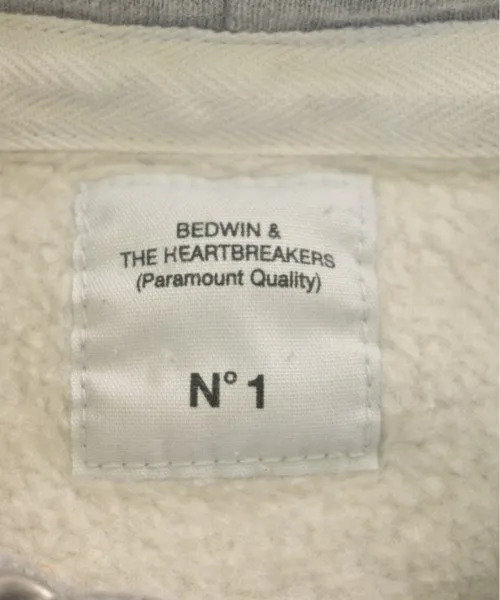 BEDWIN &
THE HEARTBREAKERS
(Paramount Quality)
N° 1